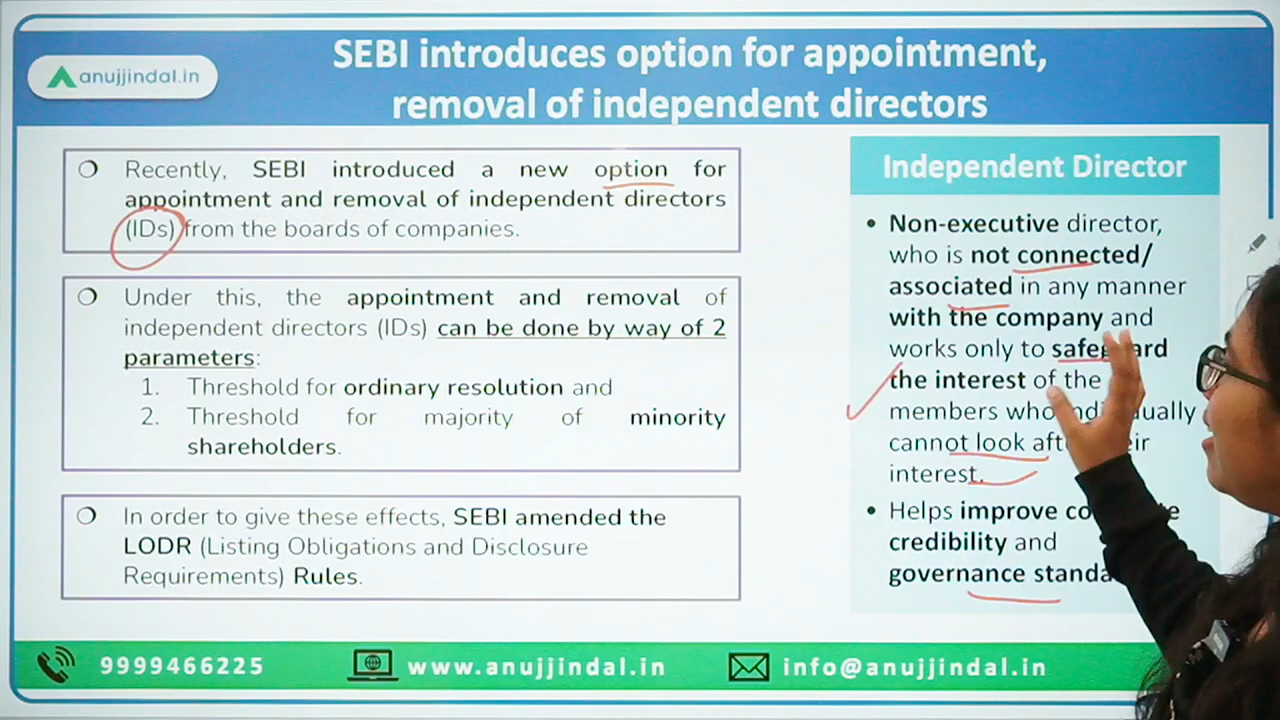 SEBI introduces option for appointment,
removal of independent directors
anujjindal.in
Recently, SEBI introduced a new option for
appointment and removal of independent directors
(IDs) from the boards of companies.
Under this, the appointment and removal of
independent directors (IDs) can be done by way of 2
parameters:
1. Threshold for ordinary resolution and
2. Threshold for majority of minority
shareholders.
In order to give these effects, SEBI amended the
LODR (Listing Obligations and Disclosure
Requirements) Rules.
Independent Director
• Non-executive director,
who is not connected/
associated in any manner
with the company and
works only to safeguard
the interest of the
members who individually
cannot look after their
interest.
• Helps improve
credibility and
governance
9999466225
www.anujjindal.in
info@anujjindal.in